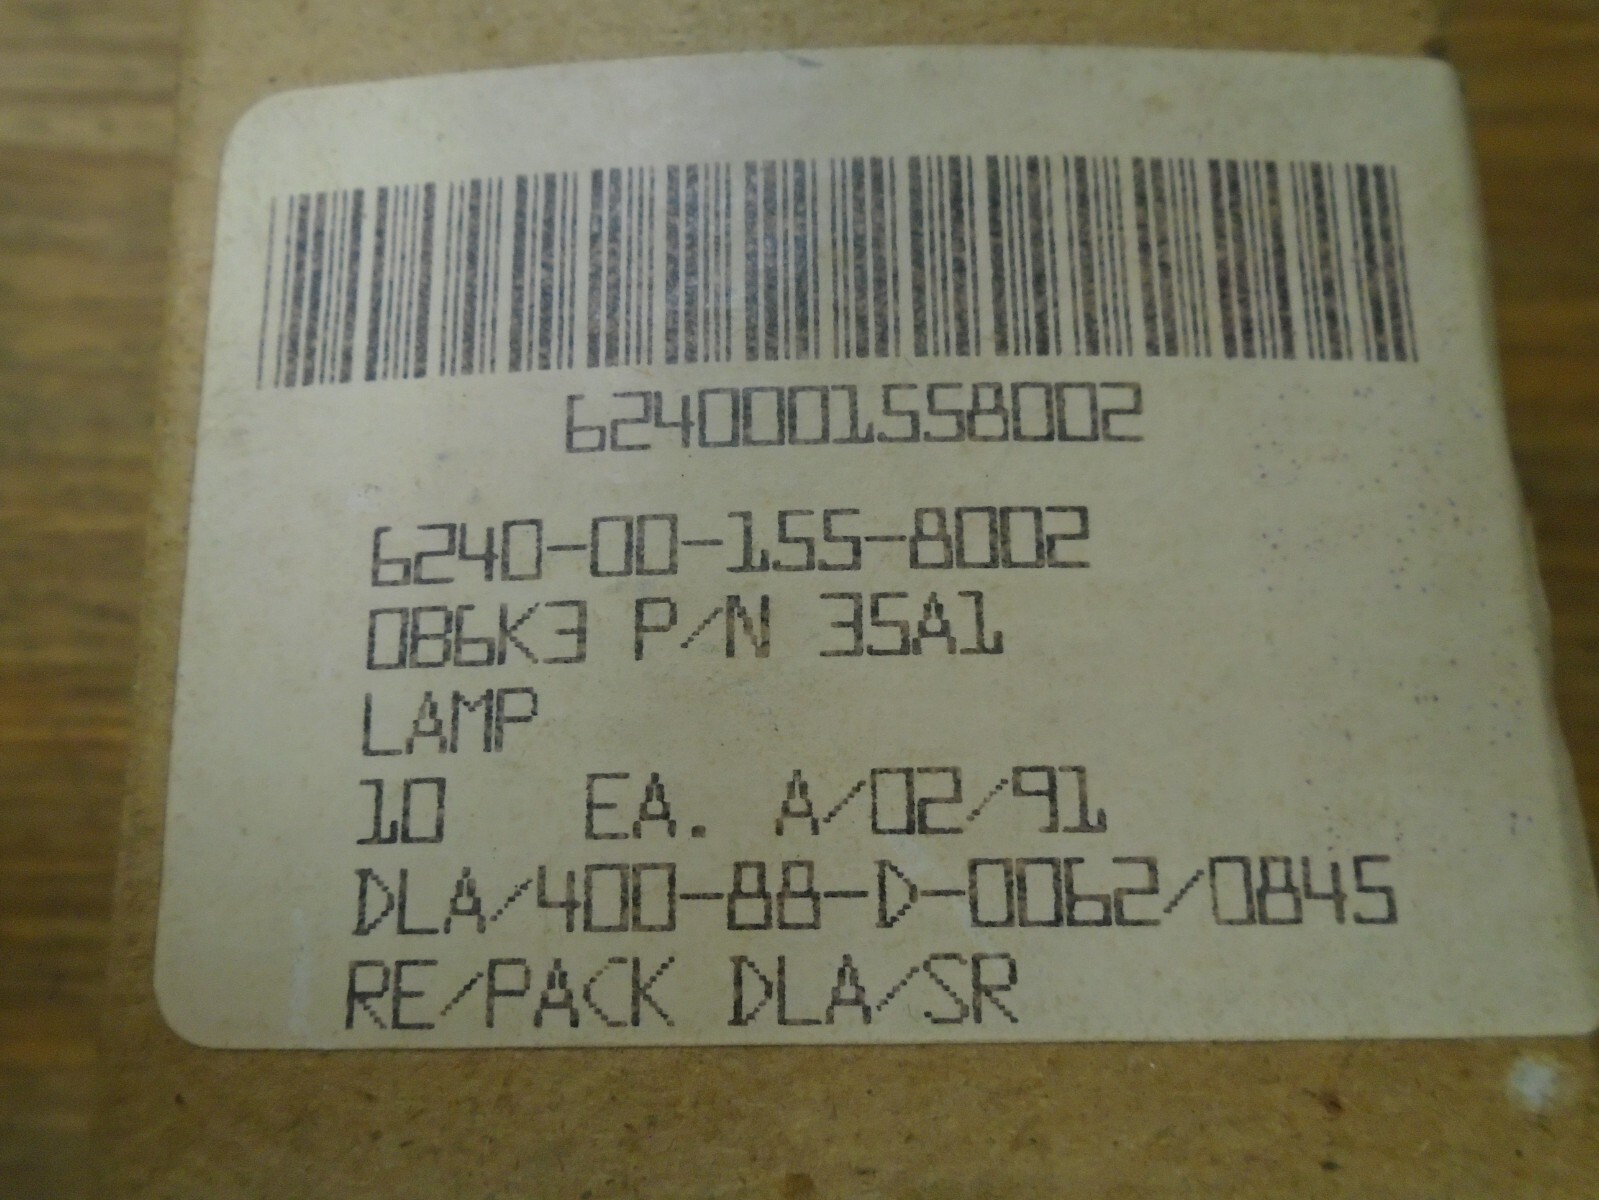 6240001558002
6240-00-155-8002
0B6K3 P/N 35A1
LAMP
10 EA. A/02/91
DLA/400-88-D-0062/0845
RE/PACK DLA/SR